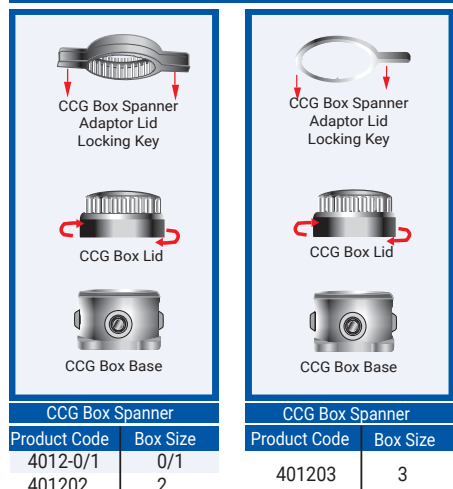 CCG Box Spanner
Adaptor Lid
Locking Key
CCG Box Lid
CCG Box Base
CCG Box Spanner
Product Code Box Size
4012-0/1 0/1
401202 2
CCG Box Spanner
Adaptor Lid
Locking Key
CCG Box Lid
CCG Box Base
CCG Box Spanner
Product Code Box Size
401203 3